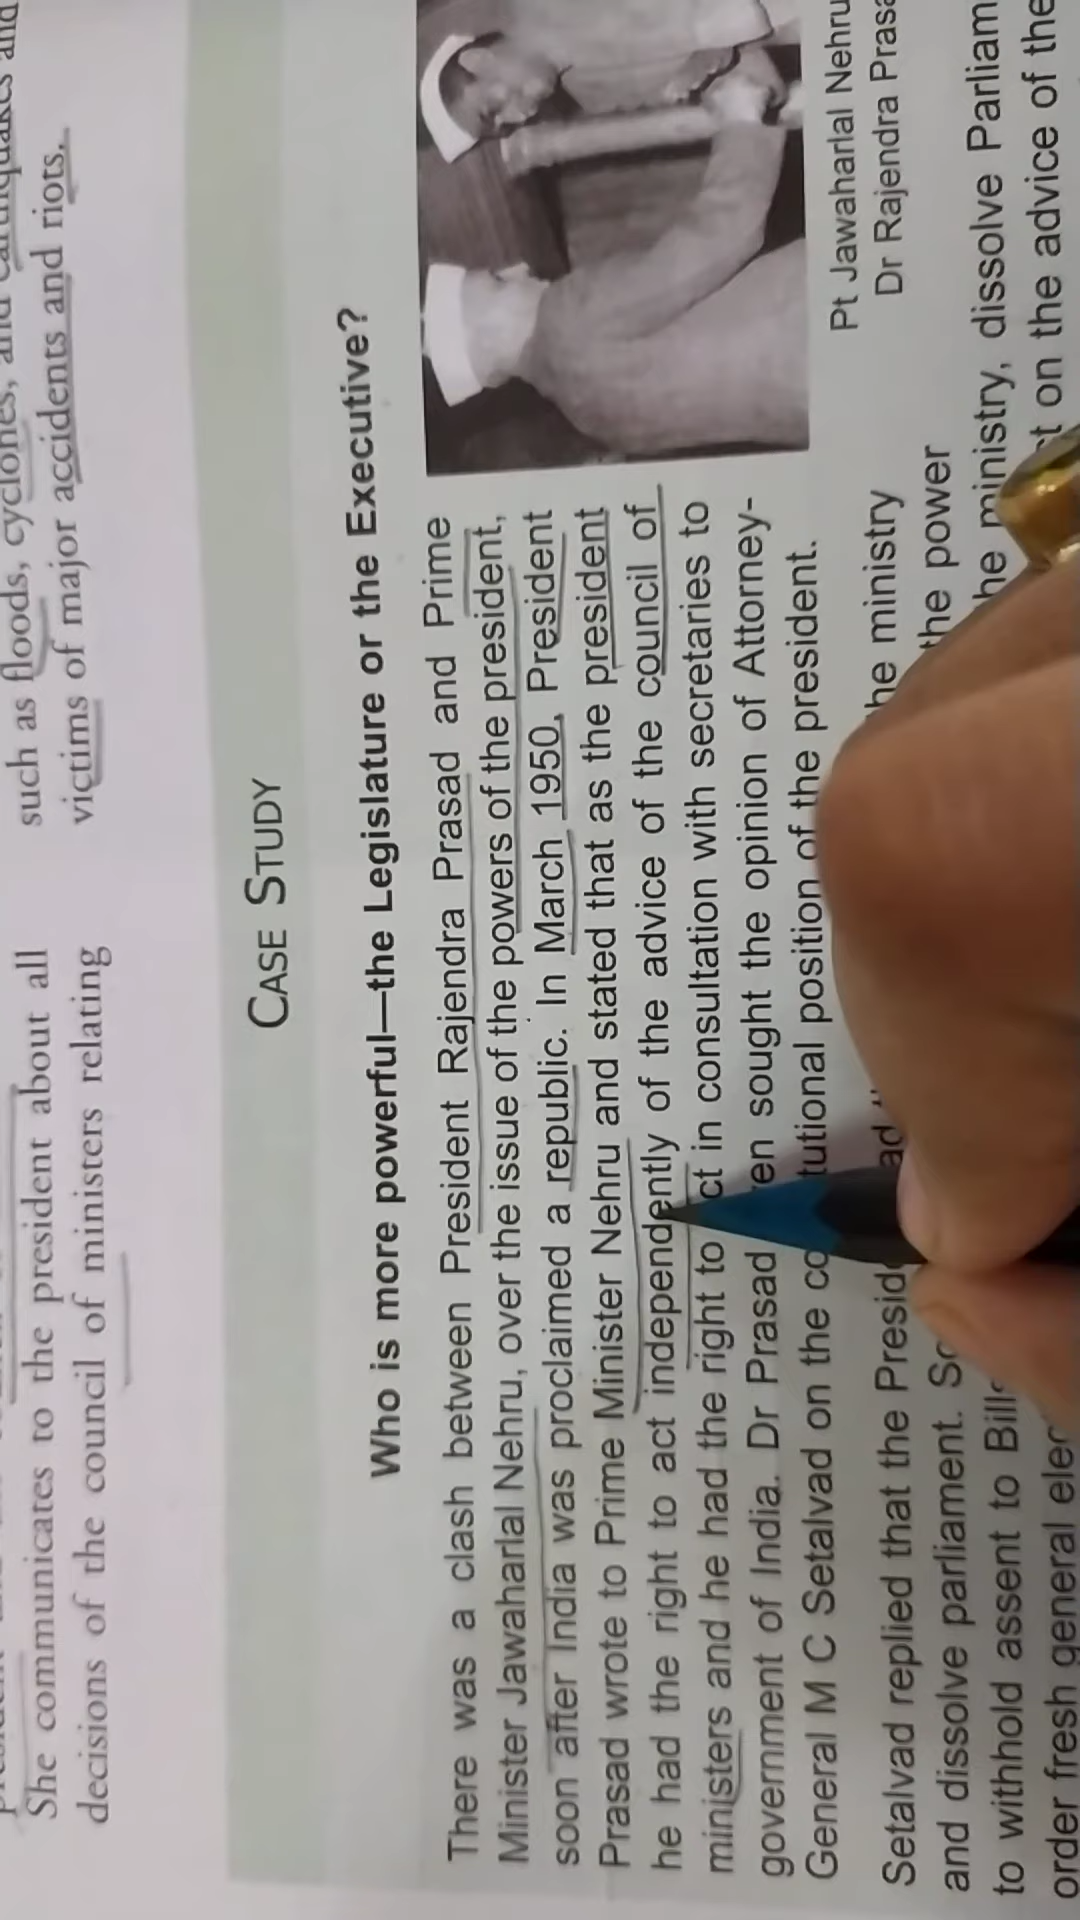 such as floods, cyclones, and earthquakes and
victims of major accidents and riots.
She communicates to the president about all
decisions of the council of ministers relating
CASE STUDY
Who is more powerful—the Legislature or the Executive?
There was a clash between President Rajendra Prasad and Prime
Minister Jawaharlal Nehru, over the issue of the powers of the president,
soon after India was proclaimed a republic. In March 1950, President
Prasad wrote to Prime Minister Nehru and stated that as the president
he had the right to act independently of the advice of the council of
ministers and he had the right to ct in consultation with secretaries to
government of India. Dr Prasad en sought the opinion of Attorney-
General M C Setalvad on the co tutional position of the president.
Pt Jawaharlal Nehru
Dr Rajendra Prasa
Setalvad replied that the Presid ad he ministry
and dissolve parliament. the power
to withhold assent to Bill he ministry, dissolve Parliam
order fresh general elec t on the advice of the